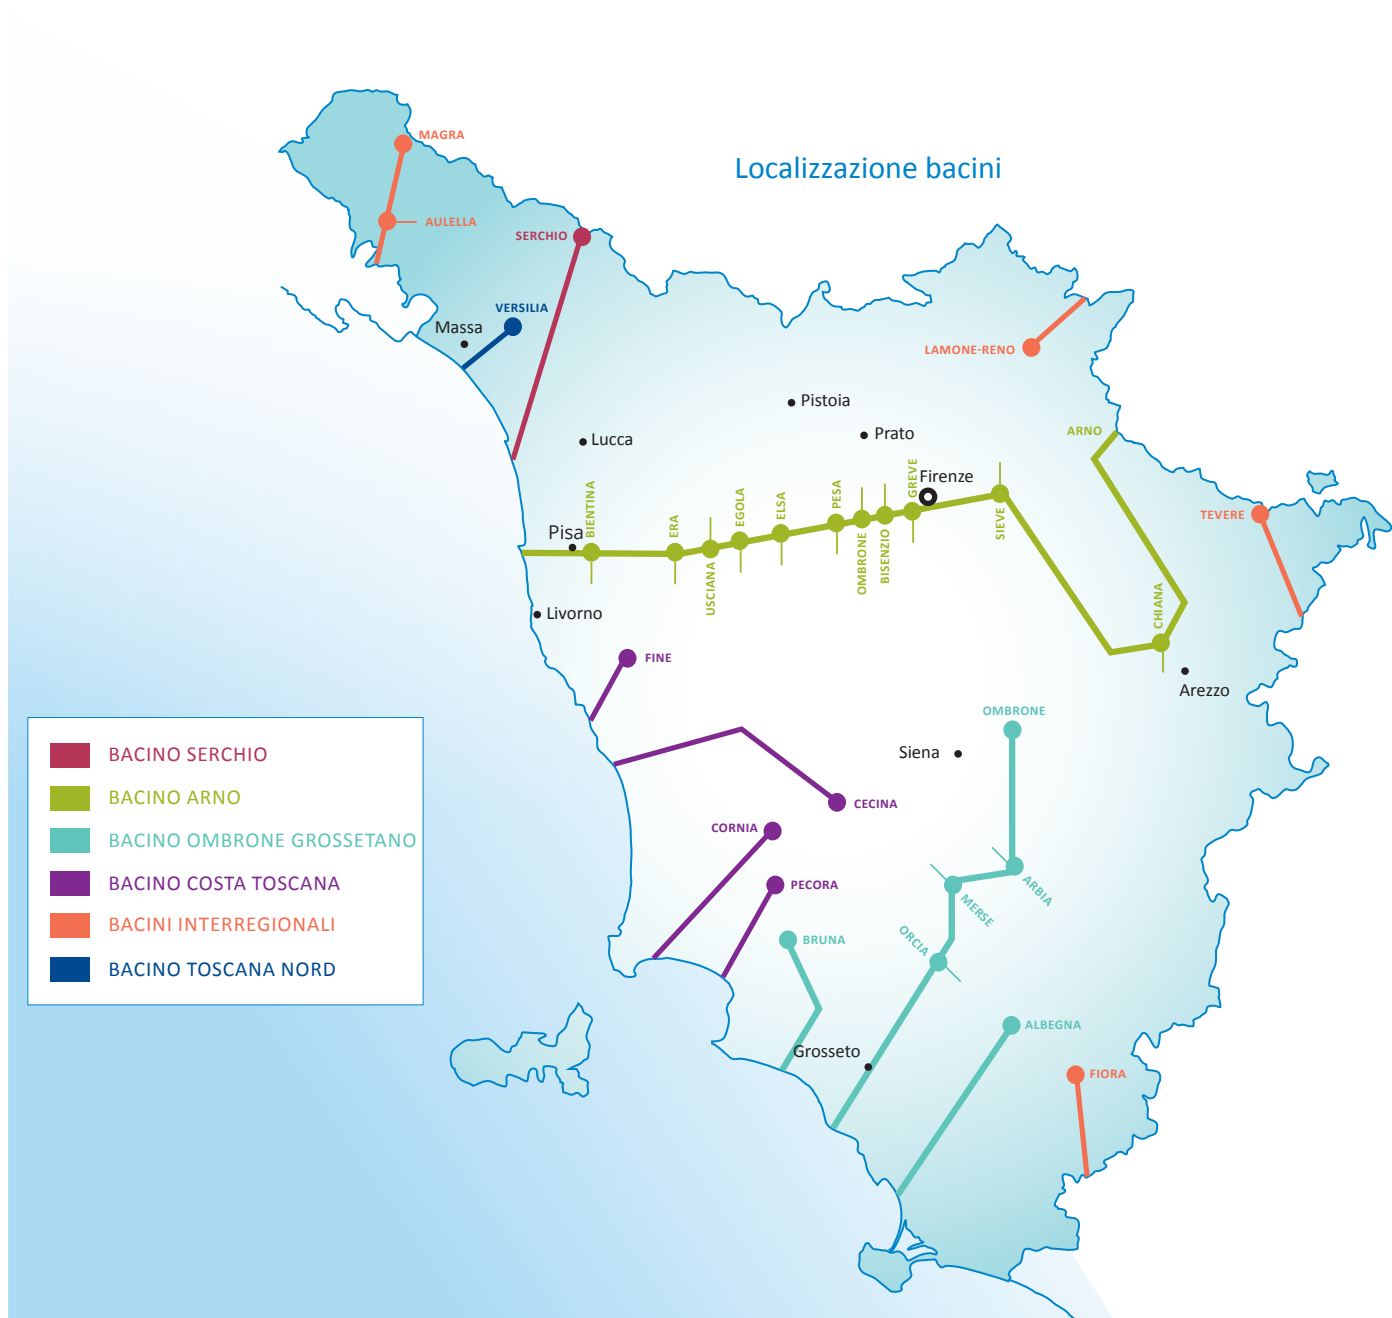 MAGRA
Localizzazione bacini
AULELLA
SERCHIO
VERSILIA
Massa
LAMONE-RENO
Pistoia
Lucca
Prato
ARNO
Firenze
GREVE
PESA
EGOLA
ELSA
BIENTINA
ERA
USCIANA
OMBRONE
BISENZIO
SIEVE
TEVERE
Pisa
Livorno
CHIANA
FINE
Arezzo
OMBRONE
Siena
CECINA
CORNIA
PECORA
ARBIA
MERSE
BRUNA
ORCIA
ALBEGNA
Grosseto
FIORA
BACINO SERCHIO
BACINO ARNO
BACINO OMBRONE GROSSETANO
BACINO COSTA TOSCANA
BACINI INTERREGIONALI
BACINO TOSCANA NORD